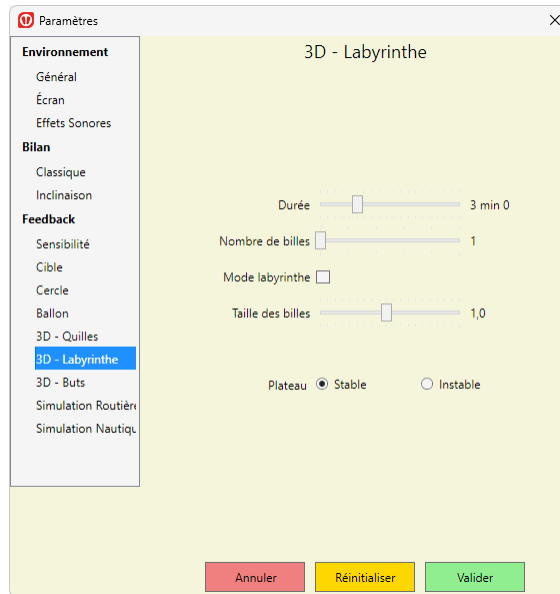 Paramètres
Environnement
Général
Écran
Effets Sonores
Bilan
Classique
Inclinaison
Feedback
Sensibilité
Cible
Cercle
Ballon
3D - Quilles
3D - Labyrinthe
3D - Buts
Simulation Routièr
Simulation Nautiqu
3D - Labyrinthe
Durée 3 min 0
Nombre de billes 1
Mode labyrinthe
Taille des billes 1,0
Plateau Stable Instable
Annuler Réinitialiser Valider